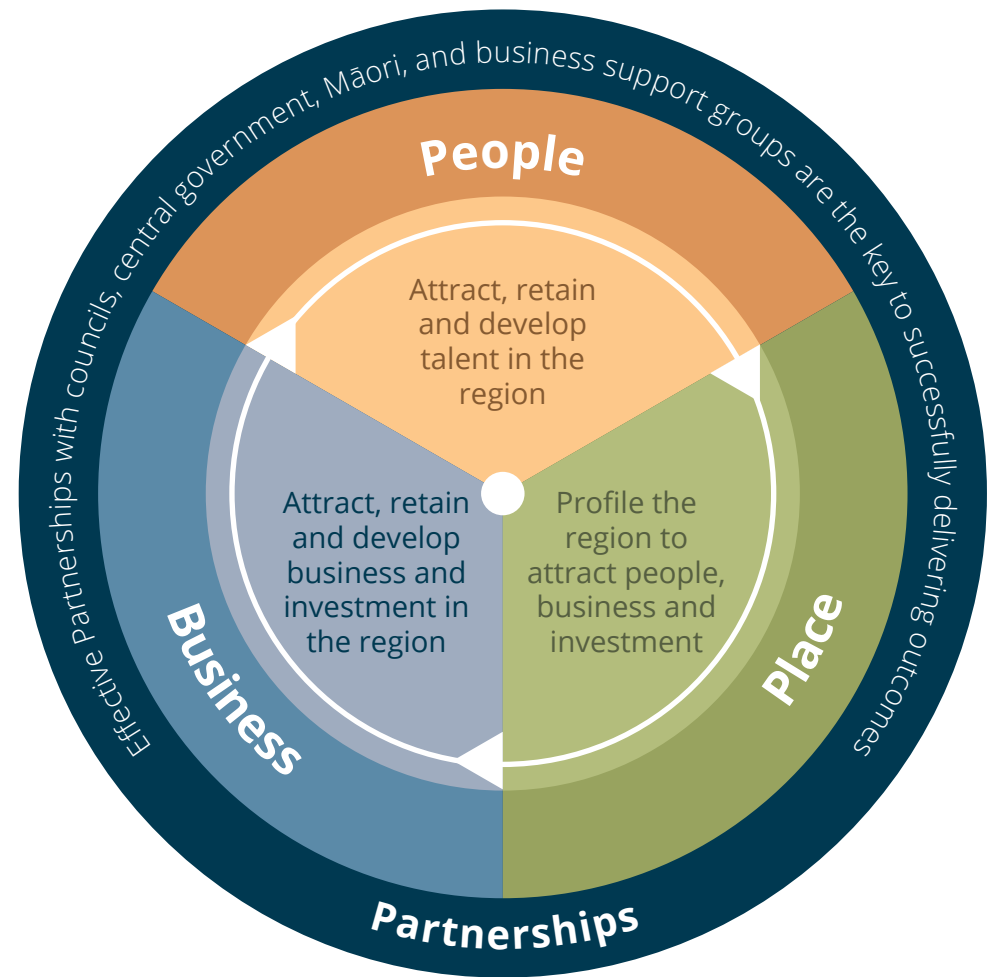 Effective Partnerships with councils, central government, Māori, and business support groups are the key to successfully delivering outcomes
People
Attract, retain
and develop
talent in the
region
Business
Attract, retain
and develop
business and
investment in
the region
Place
Profile the
region to
attract people,
business and
investment
Partnerships